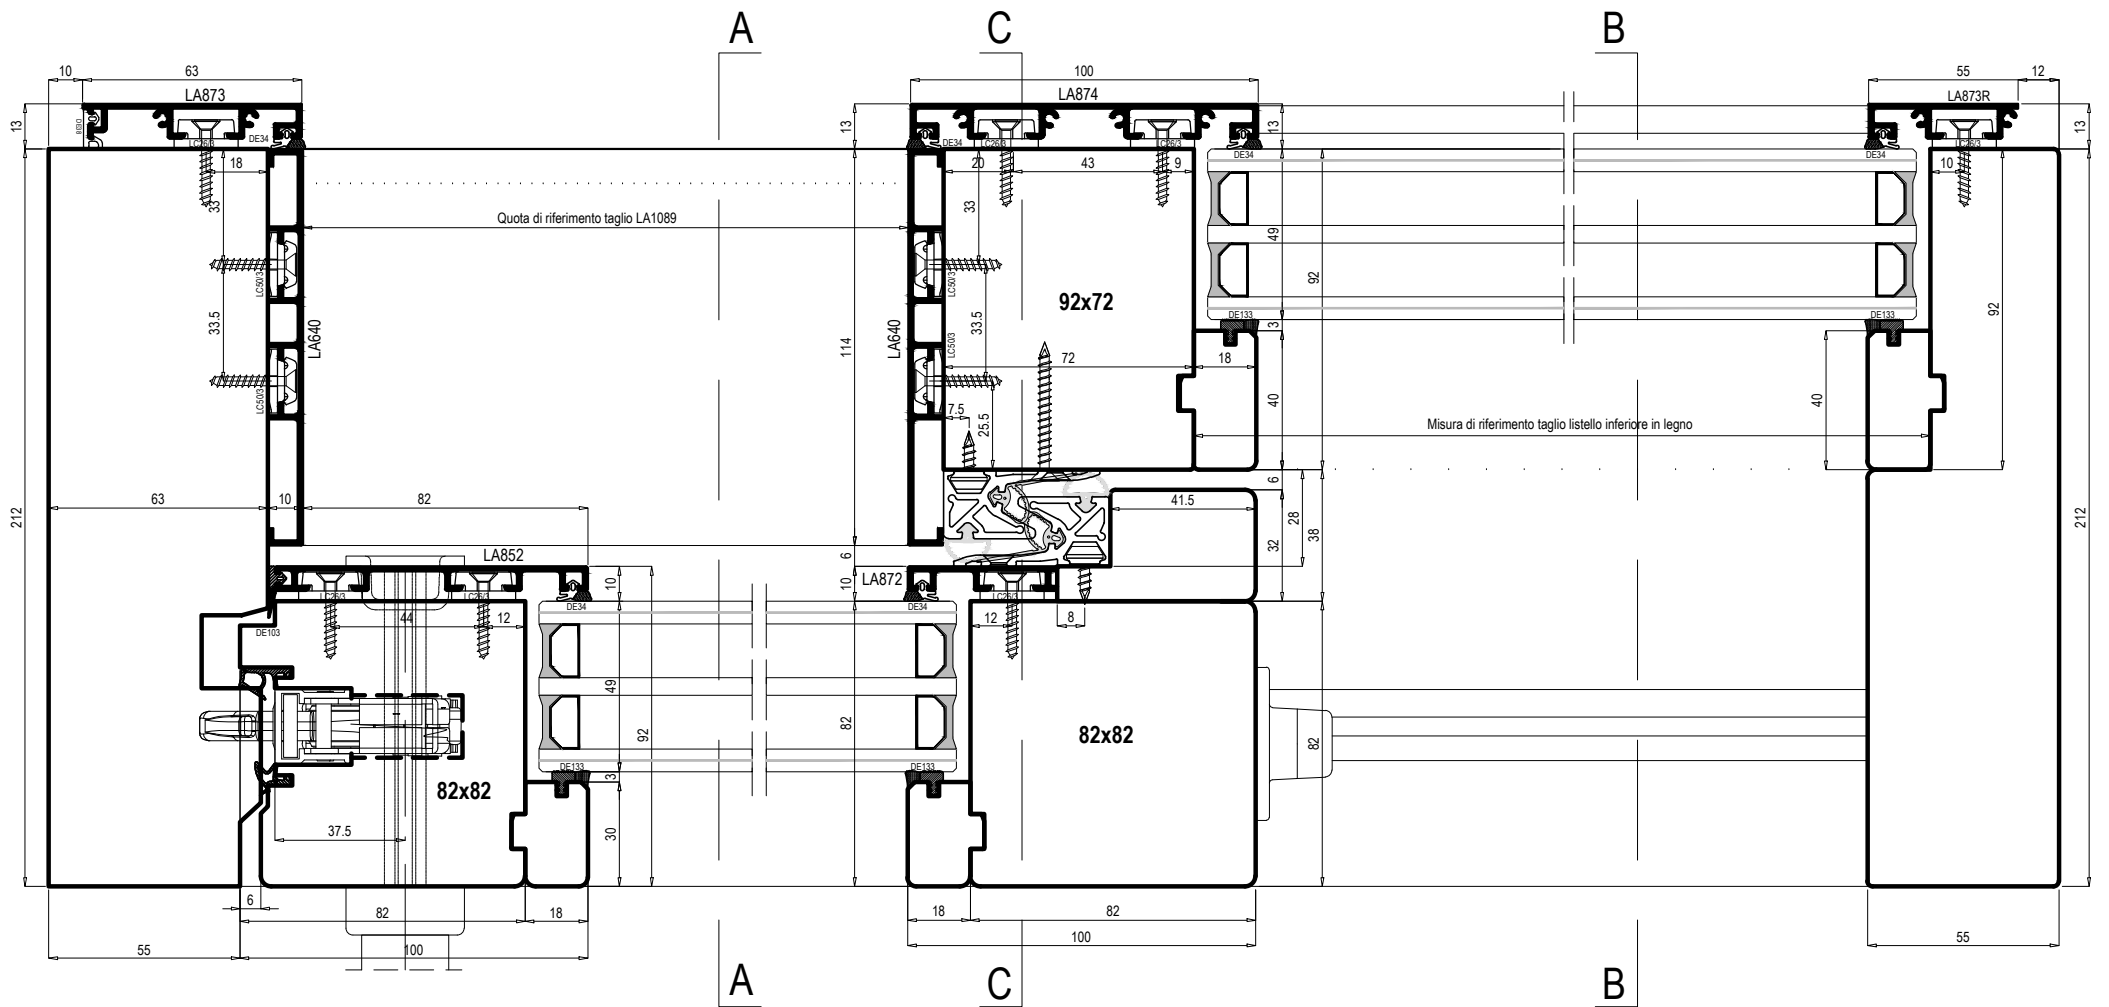 A
C
B
10
63
100
55
12
LA873
LA874
LA873R
13
13
13
13
DE34
LC26/3
DE34
LC26/3
LC26/3
DE34
DE34
LC26/3
18
20
43
9
10
33
33
Quota di riferimento taglio LA1089
49
92
92
LC50/3
LC50/3
92x72
33.5
33.5
LA640
LA640
114
LC50/3
LC50/3
DE133
3
DE133
72
18
40
40
7.5
25.5
Misura di riferimento taglio listello inferiore in legno
212
63
10
82
6
41.5
28
38
32
212
LA852
6
10
LA872
10
LC26/3
LC26/3
DE34
DE34
LC26/3
DE103
44
12
12
8
49
92
82
82
82x82
82x82
DE133
3
DE133
37.5
30
6
82
18
18
82
55
100
100
55
A
C
B